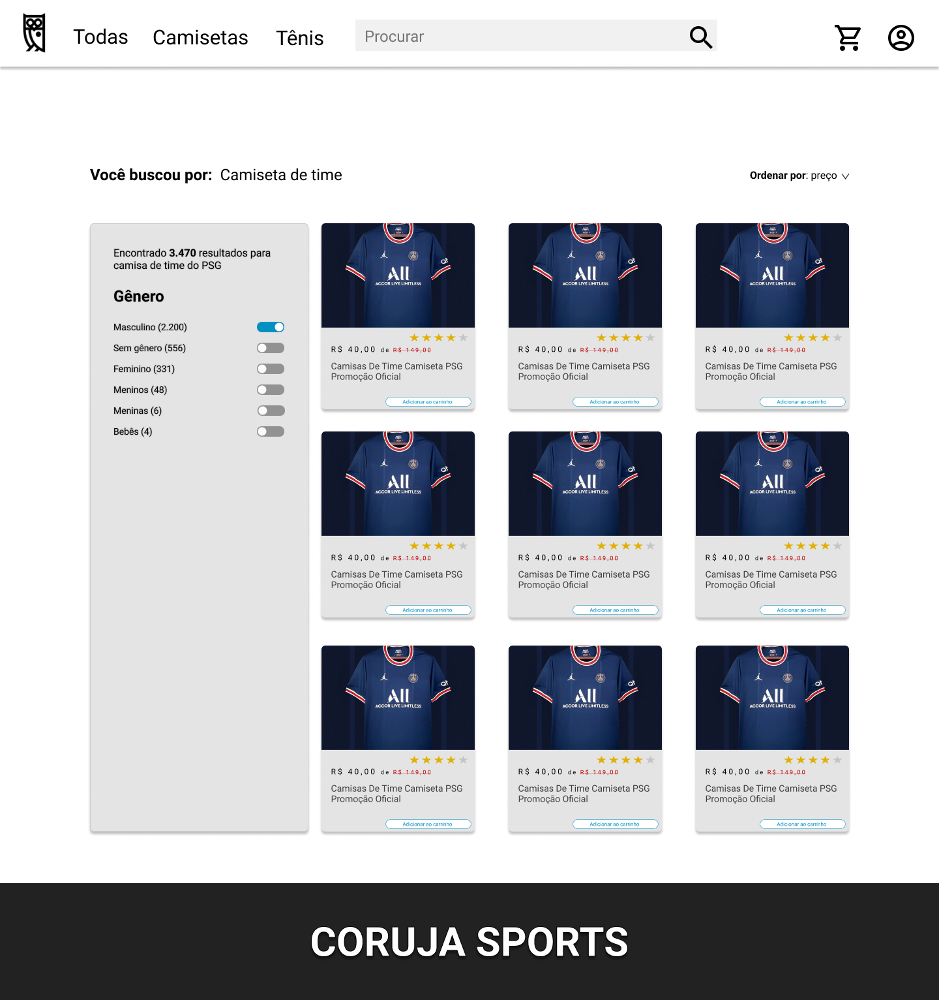 Todas Camisetas Tênis Procurar
Você buscou por: Camiseta de time
Ordenar por: preço
Encontrado 3.470 resultados para
camisa de time do PSG
Gênero
Masculino (2.200)
Sem gênero (556)
Feminino (331)
Meninos (48)
Meninas (6)
Bebês (4)
All
ACCOR LIVE LIMITLESS
R$ 40,00 de R$ 149,00
Camisas De Time Camiseta PSG
Promoção Oficial
Adicionar ao carrinho
All
ACCOR LIVE LIMITLESS
R$ 40,00 de R$ 149,00
Camisas De Time Camiseta PSG
Promoção Oficial
Adicionar ao carrinho
All
ACCOR LIVE LIMITLESS
R$ 40,00 de R$ 149,00
Camisas De Time Camiseta PSG
Promoção Oficial
Adicionar ao carrinho
All
ACCOR LIVE LIMITLESS
R$ 40,00 de R$ 149,00
Camisas De Time Camiseta PSG
Promoção Oficial
Adicionar ao carrinho
All
ACCOR LIVE LIMITLESS
R$ 40,00 de R$ 149,00
Camisas De Time Camiseta PSG
Promoção Oficial
Adicionar ao carrinho
All
ACCOR LIVE LIMITLESS
R$ 40,00 de R$ 149,00
Camisas De Time Camiseta PSG
Promoção Oficial
Adicionar ao carrinho
All
ACCOR LIVE LIMITLESS
R$ 40,00 de R$ 149,00
Camisas De Time Camiseta PSG
Promoção Oficial
Adicionar ao carrinho
All
ACCOR LIVE LIMITLESS
R$ 40,00 de R$ 149,00
Camisas De Time Camiseta PSG
Promoção Oficial
Adicionar ao carrinho
All
ACCOR LIVE LIMITLESS
R$ 40,00 de R$ 149,00
Camisas De Time Camiseta PSG
Promoção Oficial
Adicionar ao carrinho
CORUJA SPORTS